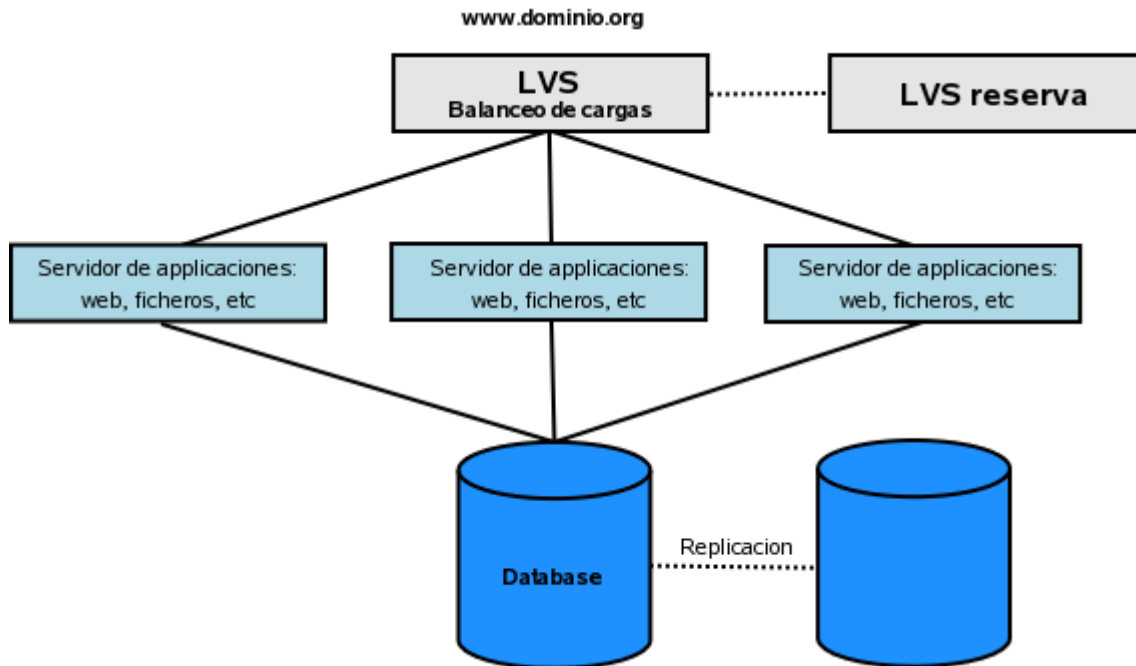 www.dominio.org
LVS
Balanceo de cargas
LVS reserva
Servidor de applicaciones:
web, ficheros, etc
Servidor de applicaciones:
web, ficheros, etc
Servidor de applicaciones:
web, ficheros, etc
Replicacion
Database